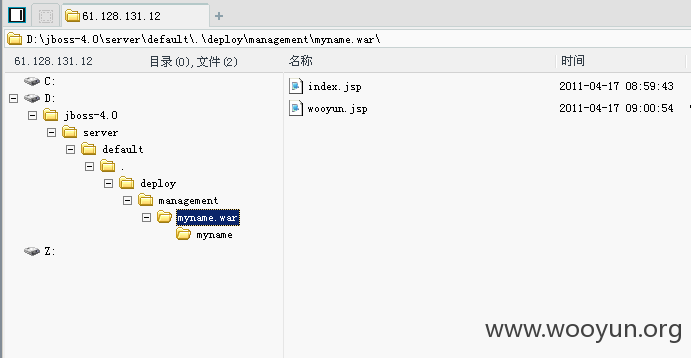 61.128.131.12
D:\jboss-4.0\server\default\.\deploy\management\myname.war\
61.128.131.12 目录(0),文件(2) 名称 时间
C:
D:
jboss-4.0
server
default
.
deploy
management
myname.war
myname
Z:
index.jsp 2011-04-17 08:59:43
wooyun.jsp 2011-04-17 09:00:54
www.wooyun.org